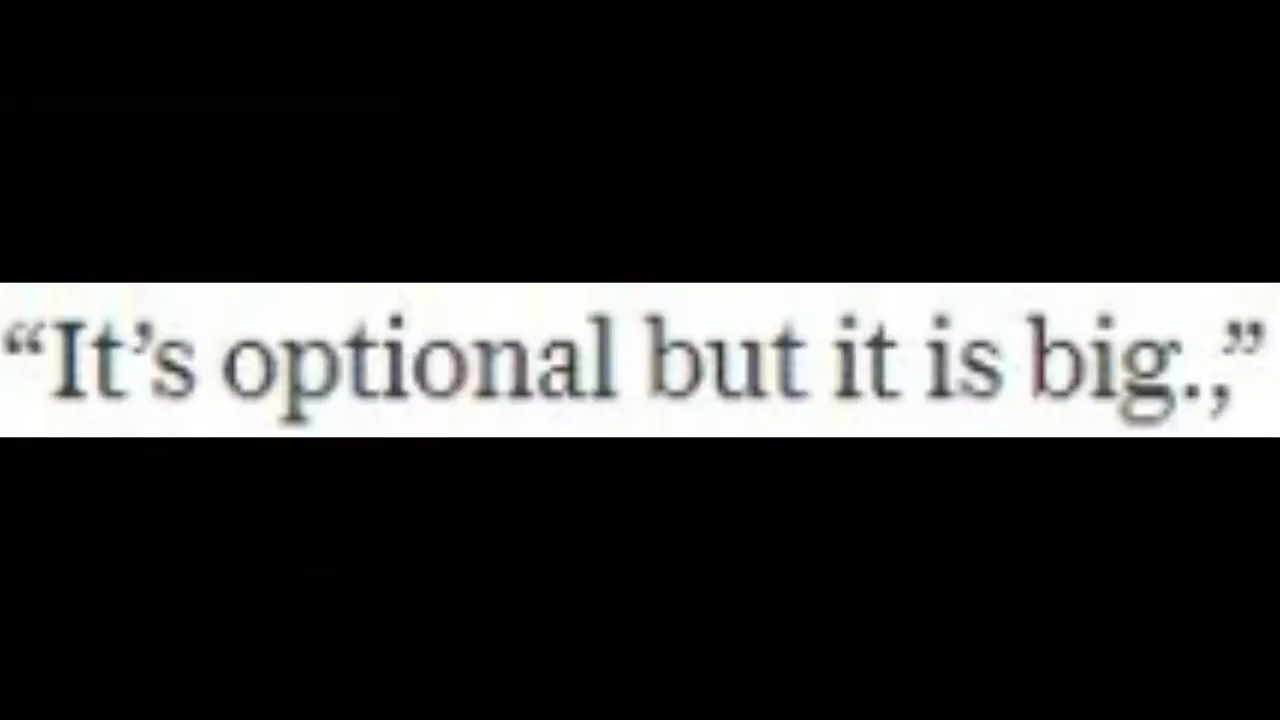 “It’s optional but it is big.,”